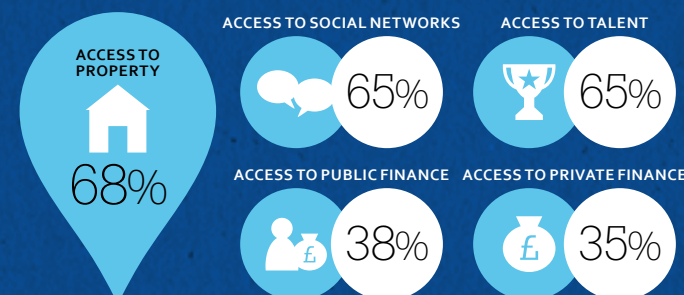 ACCESS TO
PROPERTY
68%
ACCESS TO SOCIAL NETWORKS
65%
ACCESS TO TALENT
65%
ACCESS TO PUBLIC FINANCE
£
38%
ACCESS TO PRIVATE FINANCE
£
35%